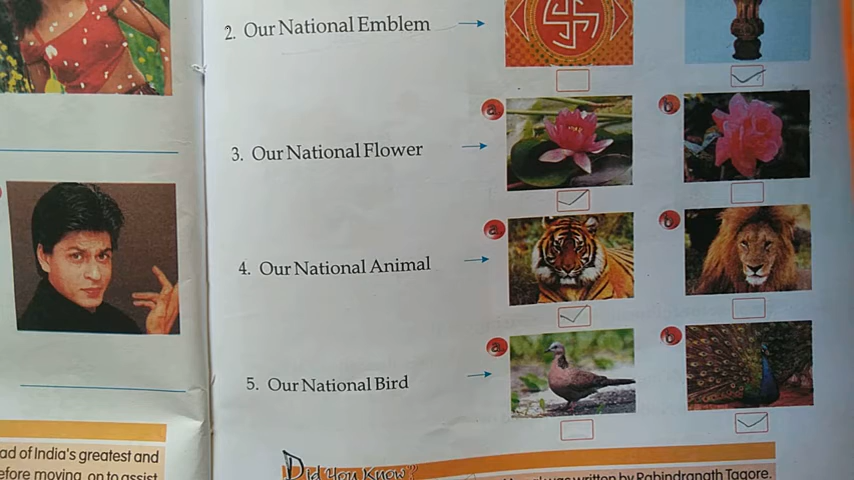 2. Our National Emblem
a b
3. Our National Flower
a b
4. Our National Animal
a b
5. Our National Bird
ad of India's greatest and
efore moving on to assist
Did You Know?
was written by Rabindranath Tagore.